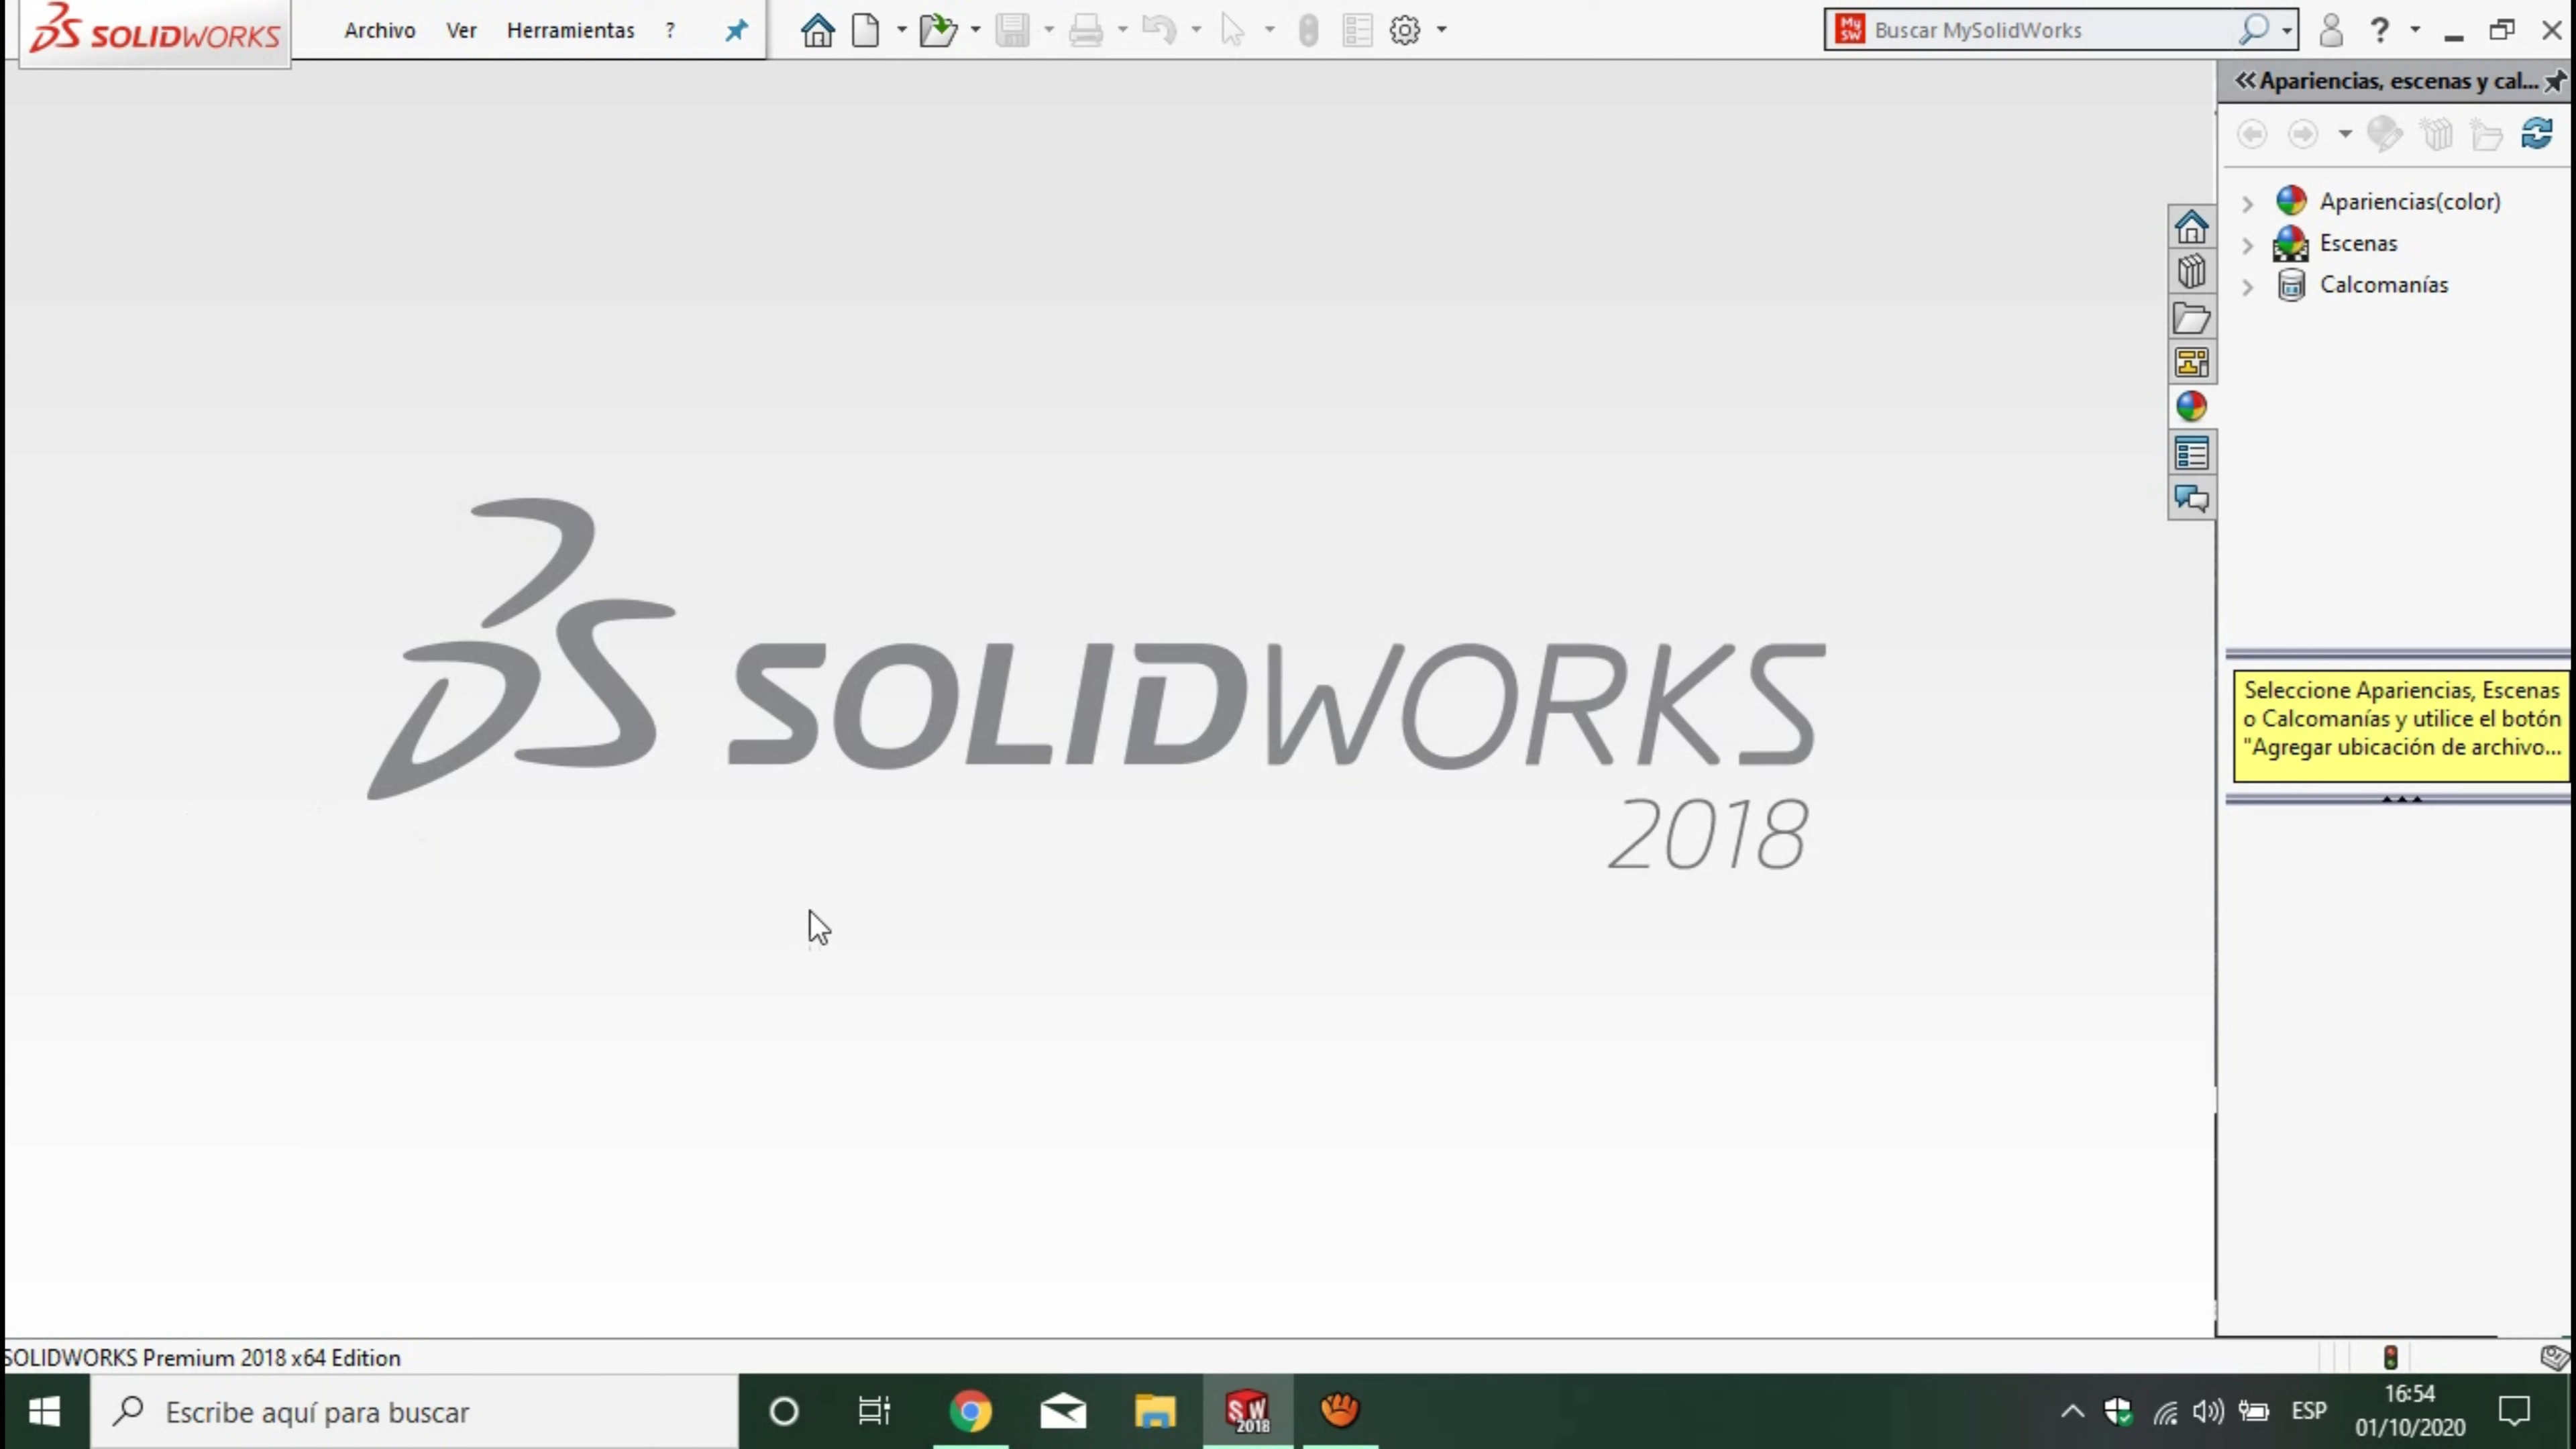 SOLIDWORKS
Archivo Ver Herramientas ?
Buscar MySolidWorks
?
Apariencias, escenas y cal...
Apariencias(color)
Escenas
Calcomanías
SOLIDWORKS
2018
Seleccione Apariencias, Escenas
o Calcomanías y utilice el botón
"Agregar ubicación de archivo...
SOLIDWORKS Premium 2018 x64 Edition
Escribe aquí para buscar
SW
2018
ESP
16:54
01/10/2020